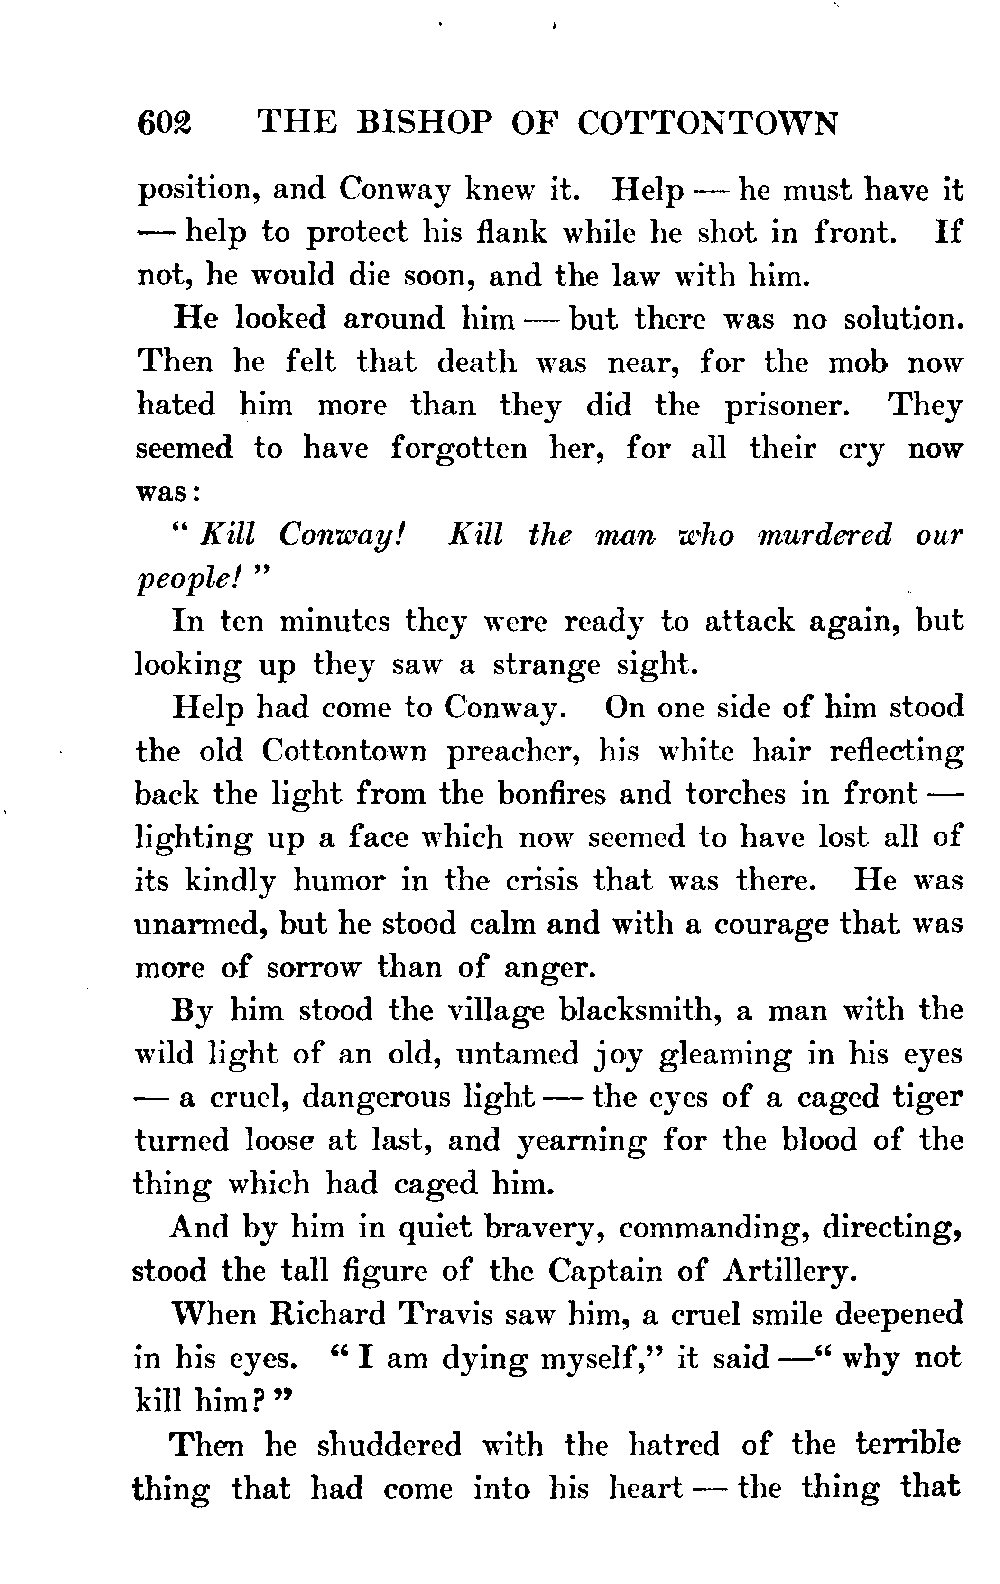 602 THE BISHOP OF COTTONTOWN
position, and Conway knew it. Help — he must have it
— help to protect his flank while he shot in front. If
not, he would die soon, and the law with him.
He looked around him — but there was no solution.
Then he felt that death was near, for the mob now
hated him more than they did the prisoner. They
seemed to have forgotten her, for all their cry now
was:
“ Kill Conway! Kill the man who murdered our
people! ”
In ten minutes they were ready to attack again, but
looking up they saw a strange sight.
Help had come to Conway. On one side of him stood
the old Cottontown preacher, his white hair reflecting
back the light from the bonfires and torches in front —
lighting up a face which now seemed to have lost all of
its kindly humor in the crisis that was there. He was
unarmed, but he stood calm and with a courage that was
more of sorrow than of anger.
By him stood the village blacksmith, a man with the
wild light of an old, untamed joy gleaming in his eyes
— a cruel, dangerous light — the eyes of a caged tiger
turned loose at last, and yearning for the blood of the
thing which had caged him.
And by him in quiet bravery, commanding, directing,
stood the tall figure of the Captain of Artillery.
When Richard Travis saw him, a cruel smile deepened
in his eyes. “ I am dying myself,” it said —“ why not
kill him? ”
Then he shuddered with the hatred of the terrible
thing that had come into his heart — the thing that